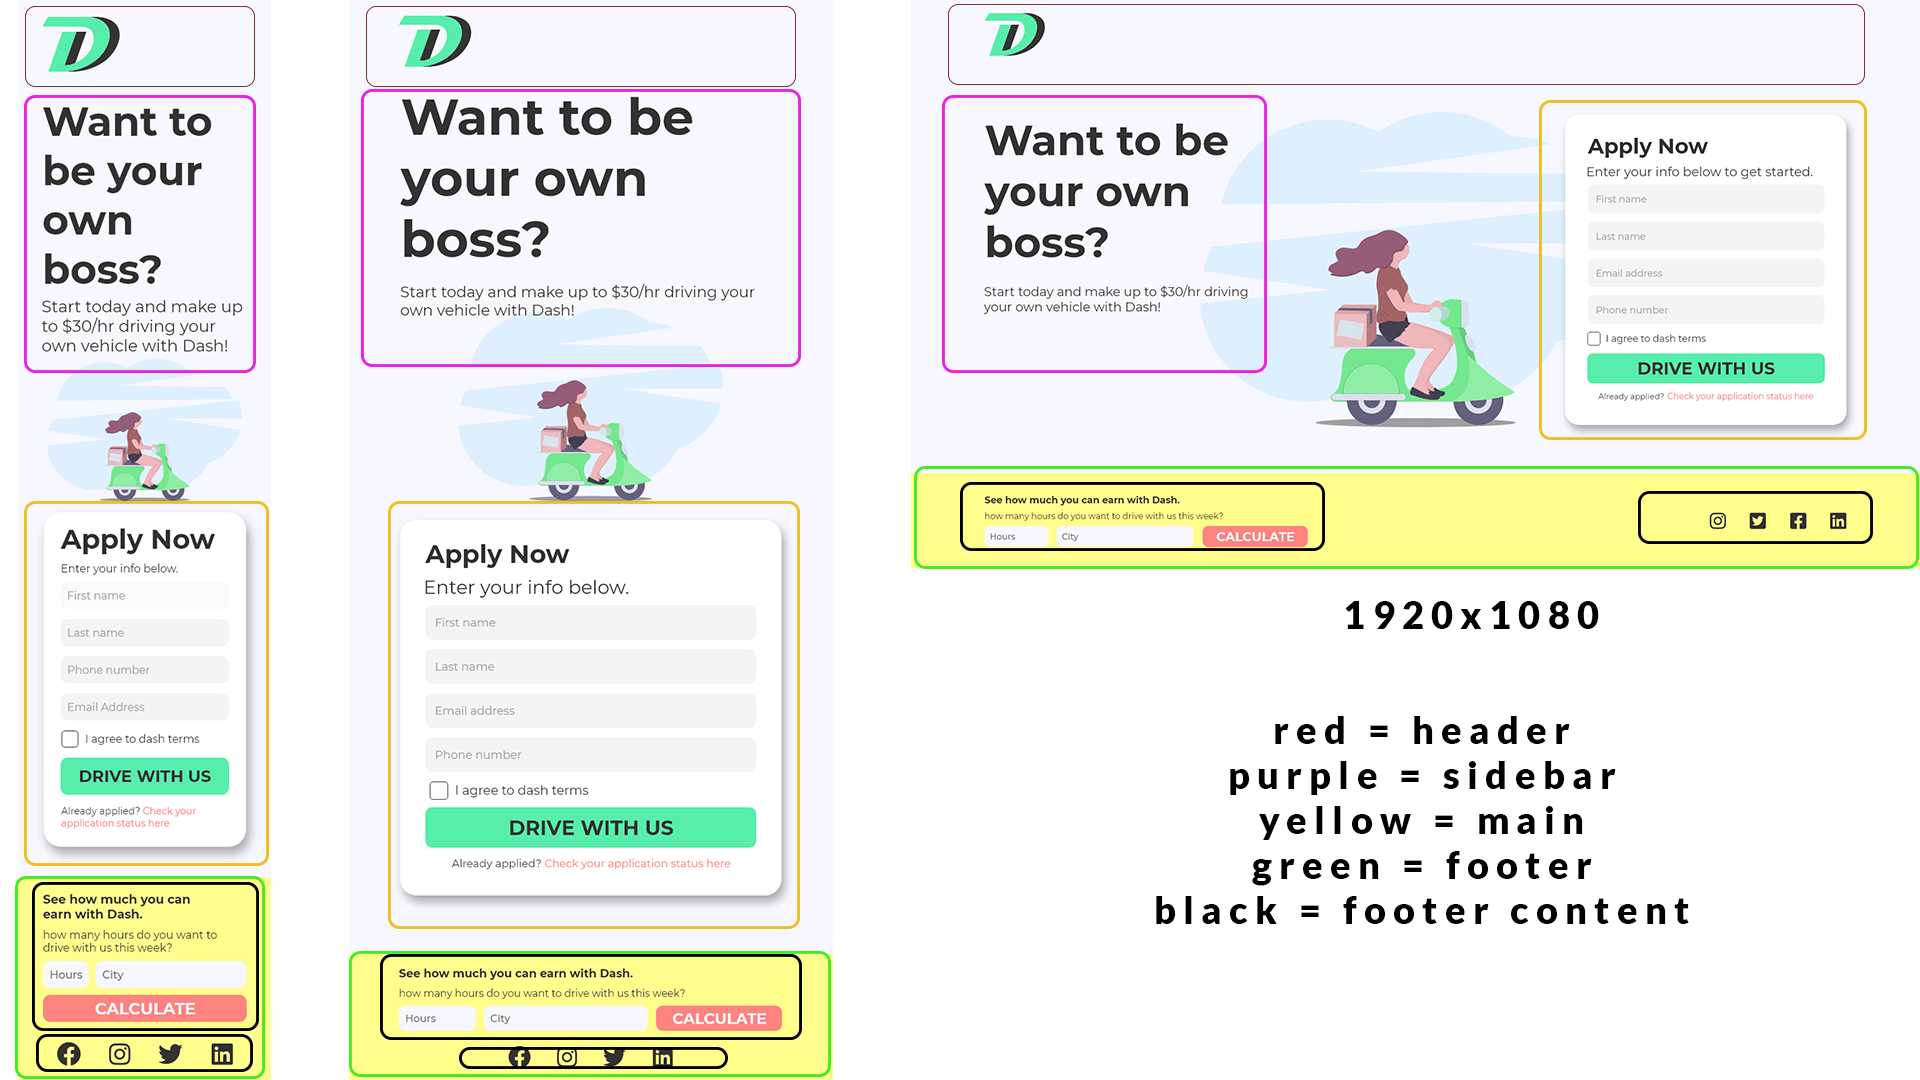 Want to
be your
own
boss?
Start today and make up
to $30/hr driving your
own vehicle with Dash!
Apply Now
Enter your info below.
First name
Last name
Phone number
Email Address
I agree to dash terms
DRIVE WITH US
Already applied? Check your
application status here
See how much you can
earn with Dash.
how many hours do you want to
drive with us this week?
Hours City
CALCULATE
Want to be
your own
boss?
Start today and make up to $30/hr driving your
own vehicle with Dash!
Apply Now
Enter your info below.
First name
Last name
Email address
Phone number
I agree to dash terms
DRIVE WITH US
Already applied? Check your application status here
See how much you can earn with Dash.
how many hours do you want to drive with us this week?
Hours City CALCULATE
Want to be
your own
boss?
Start today and make up to $30/hr driving
your own vehicle with Dash!
Apply Now
Enter your info below to get started.
First name
Last name
Email address
Phone number
I agree to dash terms
DRIVE WITH US
Already applied? Check your application status here
See how much you can earn with Dash.
how many hours do you want to drive with us this week?
Hours City CALCULATE
1920x1080
red = header
purple = sidebar
yellow = main
green = footer
black = footer content